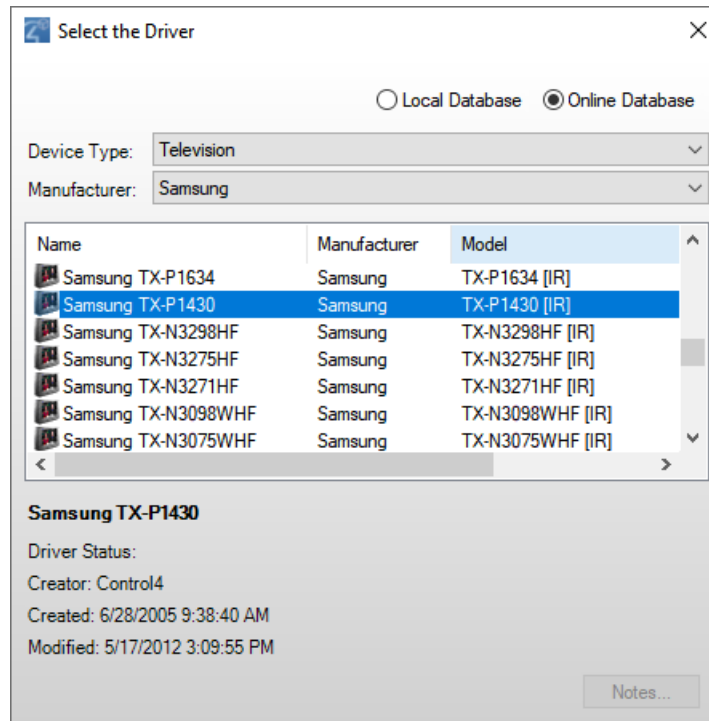 Select the Driver
Local Database Online Database
Device Type: Television
Manufacturer: Samsung
Name Manufacturer Model
Samsung TX-P1634 Samsung TX-P1634 [IR]
Samsung TX-P1430 Samsung TX-P1430 [IR]
Samsung TX-N3298HF Samsung TX-N3298HF [IR]
Samsung TX-N3275HF Samsung TX-N3275HF [IR]
Samsung TX-N3271HF Samsung TX-N3271HF [IR]
Samsung TX-N3098WHF Samsung TX-N3098WHF [IR]
Samsung TX-N3075WHF Samsung TX-N3075WHF [IR]
Samsung TX-P1430
Driver Status:
Creator: Control4
Created: 6/28/2005 9:38:40 AM
Modified: 5/17/2012 3:09:55 PM
Notes...